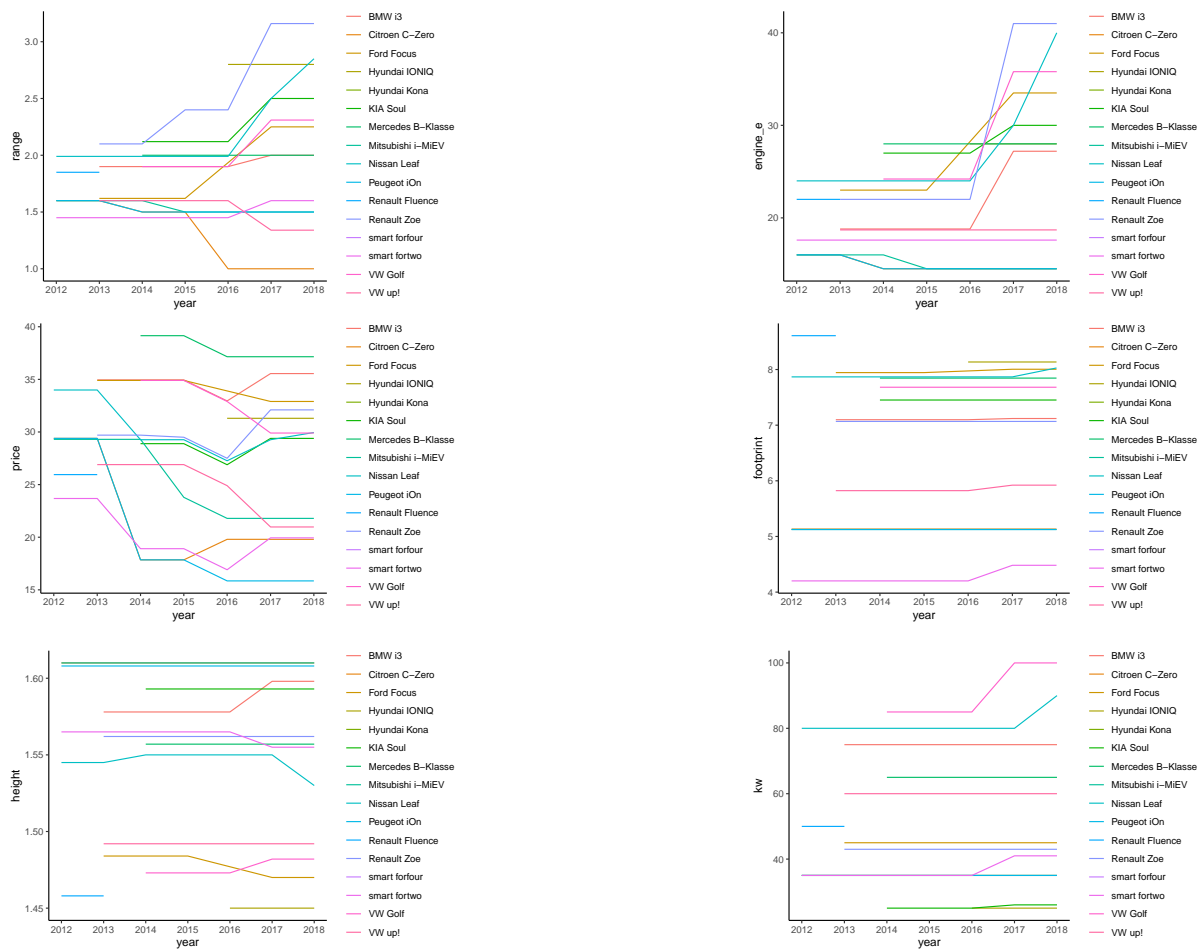 range
3.0
2.5
2.0
1.5
1.0
2012 2013 2014 2015 2016 2017 2018
year
BMW i3
Citroen C−Zero
Ford Focus
Hyundai IONIQ
Hyundai Kona
KIA Soul
Mercedes B−Klasse
Mitsubishi i−MiEV
Nissan Leaf
Peugeot iOn
Renault Fluence
Renault Zoe
smart forfour
smart fortwo
VW Golf
VW up!
engine_e
40
30
20
2012 2013 2014 2015 2016 2017 2018
year
BMW i3
Citroen C−Zero
Ford Focus
Hyundai IONIQ
Hyundai Kona
KIA Soul
Mercedes B−Klasse
Mitsubishi i−MiEV
Nissan Leaf
Peugeot iOn
Renault Fluence
Renault Zoe
smart forfour
smart fortwo
VW Golf
VW up!
price
40
35
30
25
20
15
2012 2013 2014 2015 2016 2017 2018
year
BMW i3
Citroen C−Zero
Ford Focus
Hyundai IONIQ
Hyundai Kona
KIA Soul
Mercedes B−Klasse
Mitsubishi i−MiEV
Nissan Leaf
Peugeot iOn
Renault Fluence
Renault Zoe
smart forfour
smart fortwo
VW Golf
VW up!
footprint
8
7
6
5
4
2012 2013 2014 2015 2016 2017 2018
year
BMW i3
Citroen C−Zero
Ford Focus
Hyundai IONIQ
Hyundai Kona
KIA Soul
Mercedes B−Klasse
Mitsubishi i−MiEV
Nissan Leaf
Peugeot iOn
Renault Fluence
Renault Zoe
smart forfour
smart fortwo
VW Golf
VW up!
height
1.60
1.55
1.50
1.45
2012 2013 2014 2015 2016 2017 2018
year
BMW i3
Citroen C−Zero
Ford Focus
Hyundai IONIQ
Hyundai Kona
KIA Soul
Mercedes B−Klasse
Mitsubishi i−MiEV
Nissan Leaf
Peugeot iOn
Renault Fluence
Renault Zoe
smart forfour
smart fortwo
VW Golf
VW up!
kw
100
80
60
40
2012 2013 2014 2015 2016 2017 2018
year
BMW i3
Citroen C−Zero
Ford Focus
Hyundai IONIQ
Hyundai Kona
KIA Soul
Mercedes B−Klasse
Mitsubishi i−MiEV
Nissan Leaf
Peugeot iOn
Renault Fluence
Renault Zoe
smart forfour
smart fortwo
VW Golf
VW up!